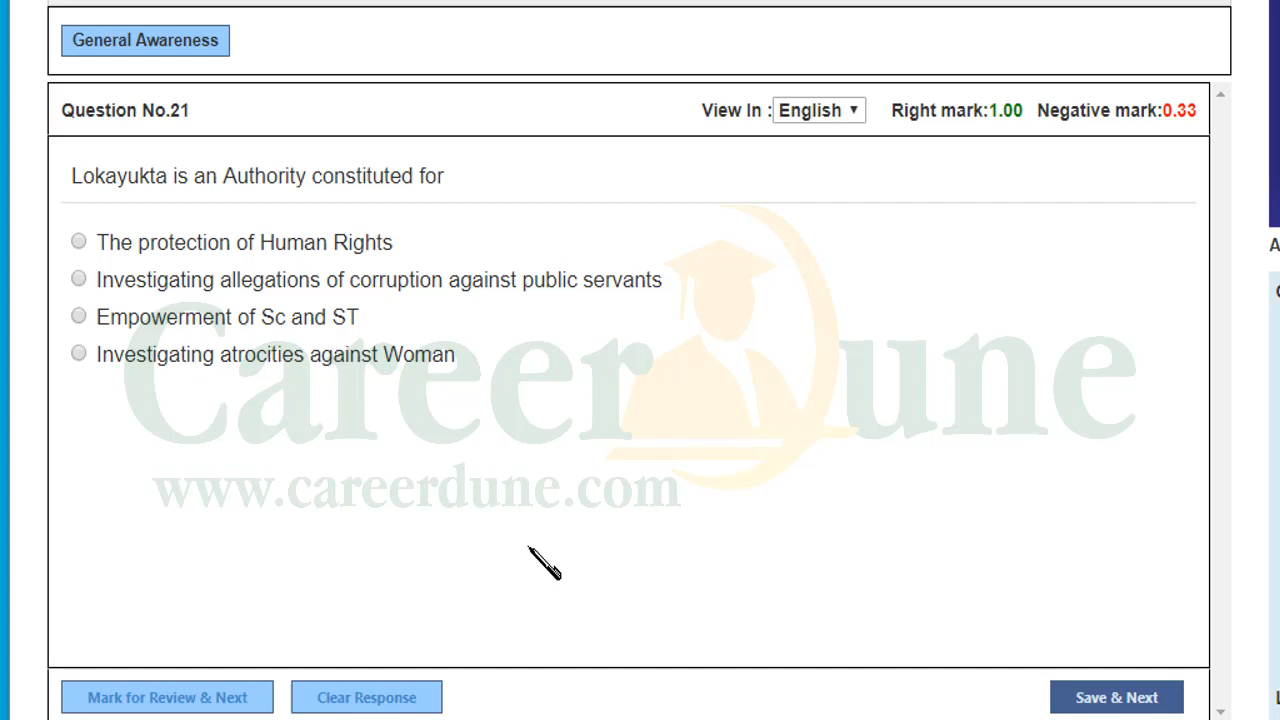 General Awareness
Question No.21 View In : English ▼ Right mark:1.00 Negative mark:0.33
Lokayukta is an Authority constituted for
The protection of Human Rights
Investigating allegations of corruption against public servants
Empowerment of Sc and ST
Investigating atrocities against Woman
CareerDune
www.careerdune.com
Mark for Review & Next Clear Response Save & Next